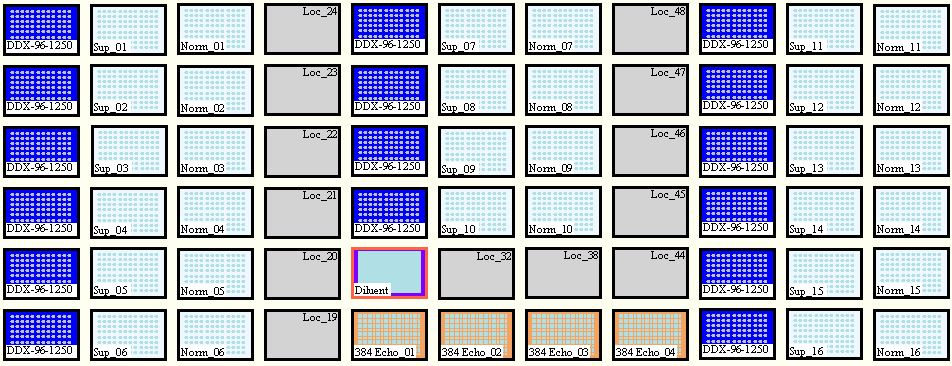 DDX-96-1250 Sup_01 Norm_01 Loc_24 DDX-96-1250 Sup_07 Norm_07 Loc_48 DDX-96-1250 Sup_11 Norm_11
DDX-96-1250 Sup_02 Norm_02 Loc_23 DDX-96-1250 Sup_08 Norm_08 Loc_47 DDX-96-1250 Sup_12 Norm_12
DDX-96-1250 Sup_03 Norm_03 Loc_22 DDX-96-1250 Sup_09 Norm_09 Loc_46 DDX-96-1250 Sup_13 Norm_13
DDX-96-1250 Sup_04 Norm_04 Loc_21 DDX-96-1250 Sup_10 Norm_10 Loc_45 DDX-96-1250 Sup_14 Norm_14
DDX-96-1250 Sup_05 Norm_05 Loc_20 Diluent Loc_32 Loc_38 Loc_44 DDX-96-1250 Sup_15 Norm_15
DDX-96-1250 Sup_06 Norm_06 Loc_19 384 Echo_01 384 Echo_02 384 Echo_03 384 Echo_04 DDX-96-1250 Sup_16 Norm_16